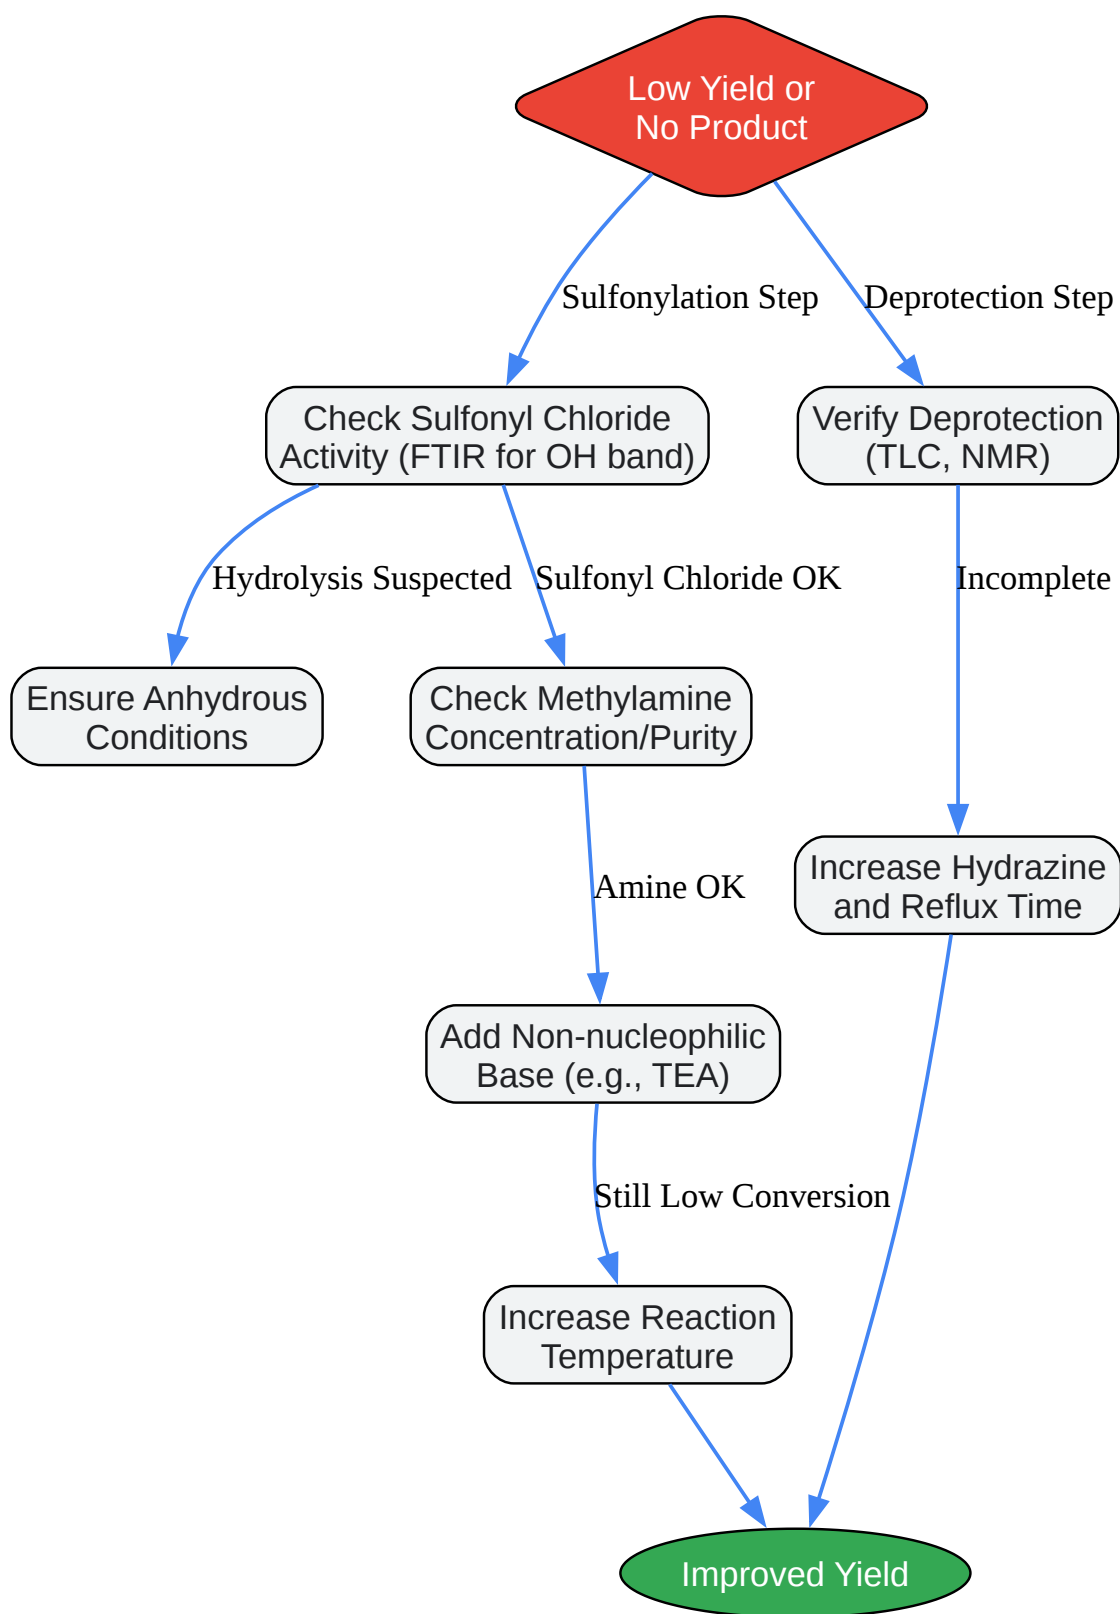 Low Yield or
No Product
Sulfonylation Step
Deprotection Step
Check Sulfonyl Chloride
Activity (FTIR for OH band)
Verify Deprotection
(TLC, NMR)
Hydrolysis Suspected
Sulfonyl Chloride OK
Incomplete
Ensure Anhydrous
Conditions
Check Methylamine
Concentration/Purity
Amine OK
Increase Hydrazine
and Reflux Time
Add Non-nucleophilic
Base (e.g., TEA)
Still Low Conversion
Increase Reaction
Temperature
Improved Yield